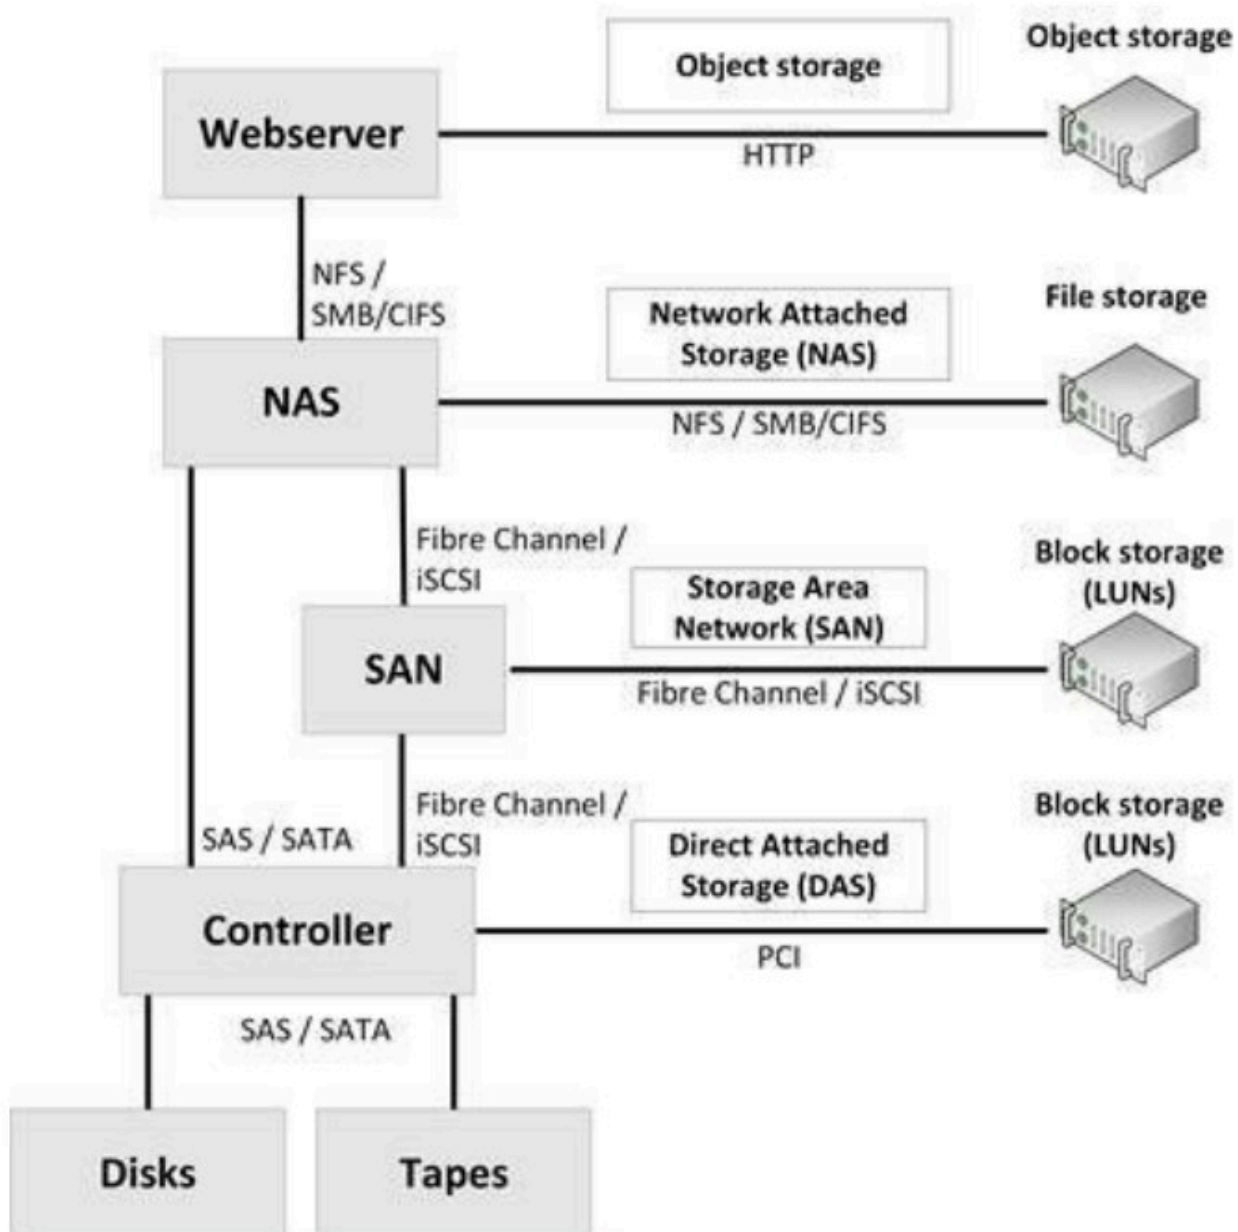 Object storage
Object storage
Webserver
HTTP
NFS /
SMB/CIFS
Network Attached
Storage (NAS)
File storage
NAS
NFS / SMB/CIFS
Fibre Channel /
iSCSI
Storage Area
Network (SAN)
Block storage
(LUNs)
SAN
Fibre Channel / iSCSI
SAS / SATA
Fibre Channel /
iSCSI
Direct Attached
Storage (DAS)
Block storage
(LUNs)
Controller
PCI
SAS / SATA
Disks
Tapes